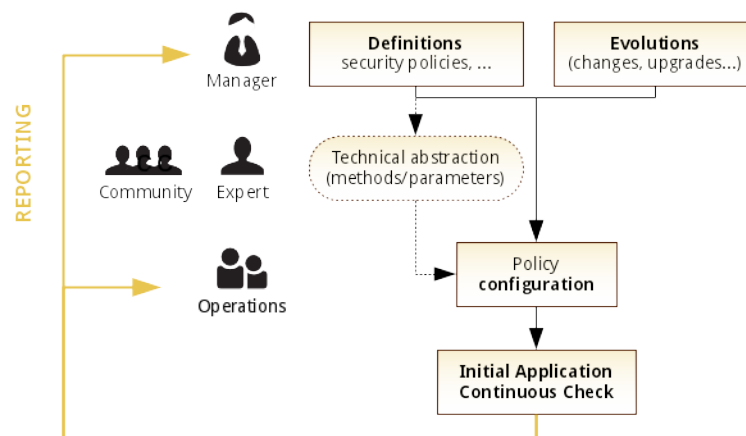 REPORTING
Manager
Definitions
security policies, ...
Evolutions
(changes, upgrades...)
Community
Expert
Technical abstraction
(methods/parameters)
Operations
Policy
configuration
Initial Application
Continuous Check